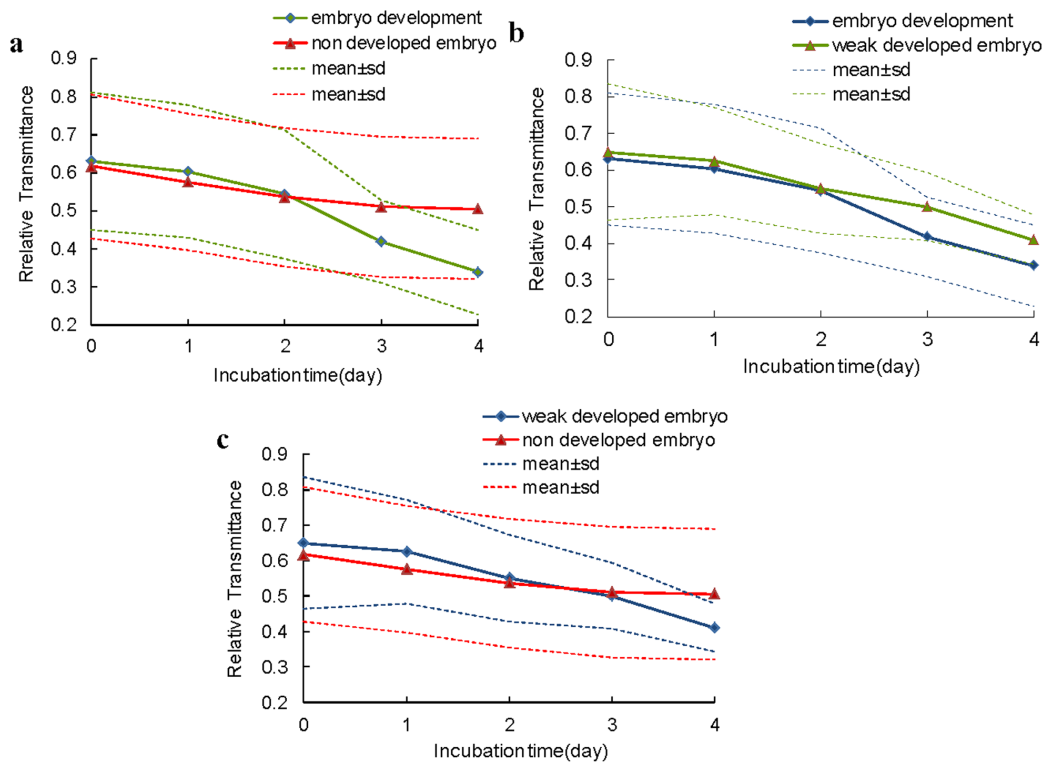 a
embryo development
non developed embryo
mean±sd
mean±sd
Rrelative Transmittance
0.9
0.8
0.7
0.6
0.5
0.4
0.3
0.2
0 1 2 3 4
Incubation time(day)
b
embryo development
weak developed embryo
mean±sd
mean±sd
Relative Transmittance
0.9
0.8
0.7
0.6
0.5
0.4
0.3
0.2
0 1 2 3 4
Incubation time(day)
c
weak developed embryo
non developed embryo
mean±sd
mean±sd
Relative Transmittance
0.9
0.8
0.7
0.6
0.5
0.4
0.3
0.2
0 1 2 3 4
Incubation time(day)